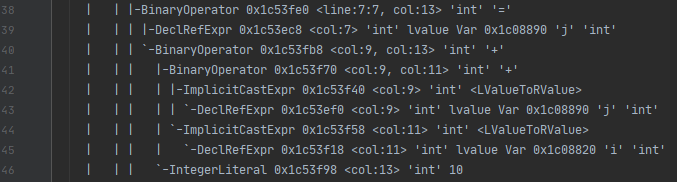 38 | | |-BinaryOperator 0x1c53fe0 <line:7:7, col:13> 'int' '='
39 | | | |-DeclRefExpr 0x1c53ec8 <col:7> 'int' lvalue Var 0x1c08890 'j' 'int'
40 | | | `-BinaryOperator 0x1c53fb8 <col:9, col:13> 'int' '+'
41 | | |   |-BinaryOperator 0x1c53f70 <col:9, col:11> 'int' '+'
42 | | |   | |-ImplicitCastExpr 0x1c53f40 <col:9> 'int' <LValueToRValue>
43 | | |   | | `-DeclRefExpr 0x1c53ef0 <col:9> 'int' lvalue Var 0x1c08890 'j' 'int'
44 | | |   | `-ImplicitCastExpr 0x1c53f58 <col:11> 'int' <LValueToRValue>
45 | | |   |   `-DeclRefExpr 0x1c53f18 <col:11> 'int' lvalue Var 0x1c08820 'i' 'int'
46 | | |   `-IntegerLiteral 0x1c53f98 <col:13> 'int' 10